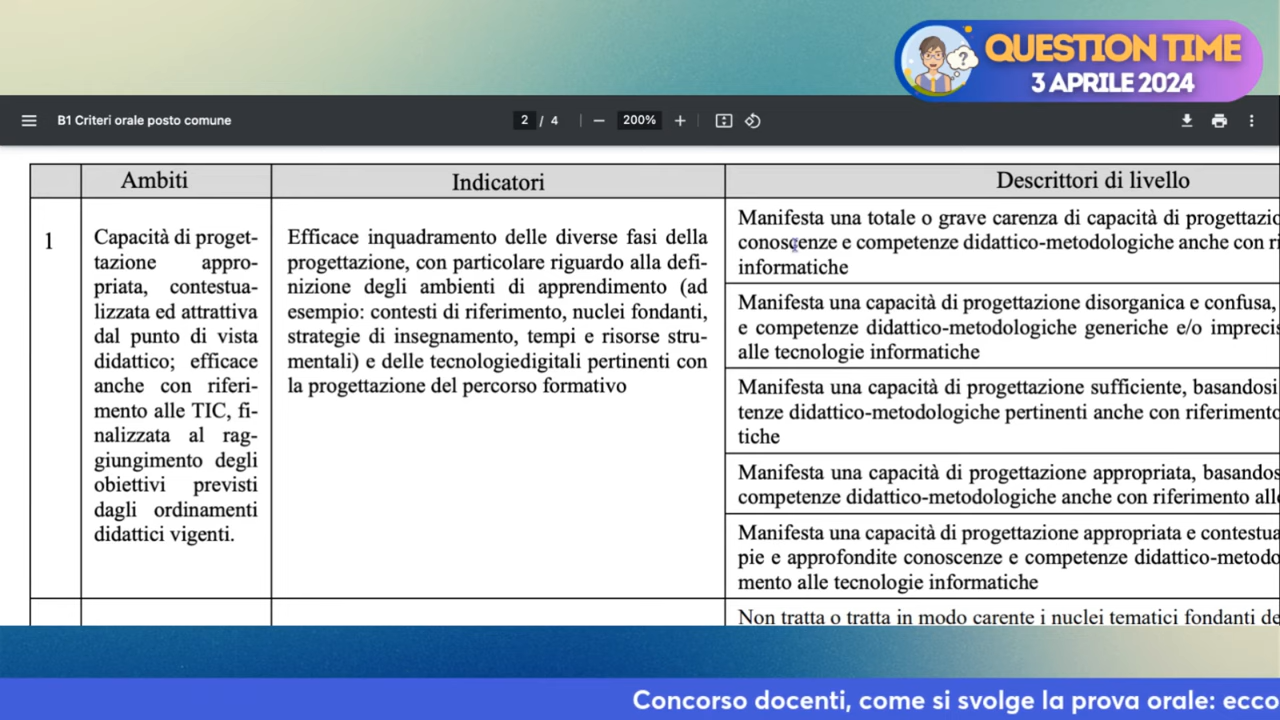 QUESTION TIME
3 APRILE 2024
B1 Criteri orale posto comune
2 / 4
200%
Ambiti
Indicatori
Descrittori di livello
1
Capacità di proget-
tazione appro-
priata, contestua-
lizzata ed attrattiva
dal punto di vista
didattico; efficace
anche con riferi-
mento alle TIC, fi-
nalizzata al rag-
giungimento degli
obiettivi previsti
dagli ordinamenti
didattici vigenti.
Efficace inquadramento delle diverse fasi della
progettazione, con particolare riguardo alla defi-
nizione degli ambienti di apprendimento (ad
esempio: contesti di riferimento, nuclei fondanti,
strategie di insegnamento, tempi e risorse stru-
mentali) e delle tecnologiedigitali pertinenti con
la progettazione del percorso formativo
Manifesta una totale o grave carenza di capacità di progettazio
conoscenze e competenze didattico-metodologiche anche con ri
informatiche
Manifesta una capacità di progettazione disorganica e confusa,
e competenze didattico-metodologiche generiche e/o imprecis
alle tecnologie informatiche
Manifesta una capacità di progettazione sufficiente, basandosi
tenze didattico-metodologiche pertinenti anche con riferimento
tiche
Manifesta una capacità di progettazione appropriata, basandos
competenze didattico-metodologiche anche con riferimento all
Manifesta una capacità di progettazione appropriata e contestua
pie e approfondite conoscenze e competenze didattico-metodo
mento alle tecnologie informatiche
Non tratta o tratta in modo carente i nuclei tematici fondanti de
Concorso docenti, come si svolge la prova orale: ecco